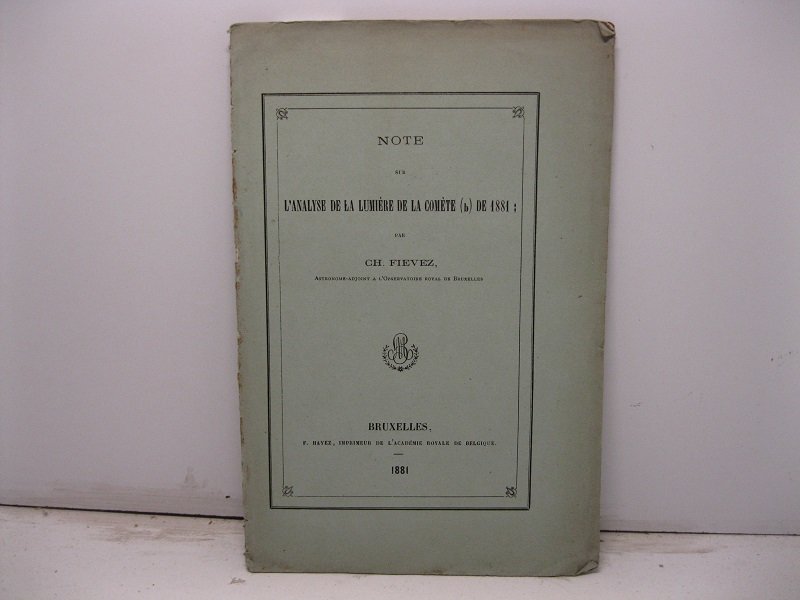 NOTE
SUR
L'ANALYSE DE LA LUMIÈRE DE LA COMÈTE (b) DE 1881 ;
PAR
CH. FIEVEZ,
ASTRONOME-ADJOINT A L'OBSERVATOIRE ROYAL DE BRUXELLES
BRUXELLES,
F. HAYEZ, IMPRIMEUR DE L'ACADÉMIE ROYALE DE BELGIQUE.
1881